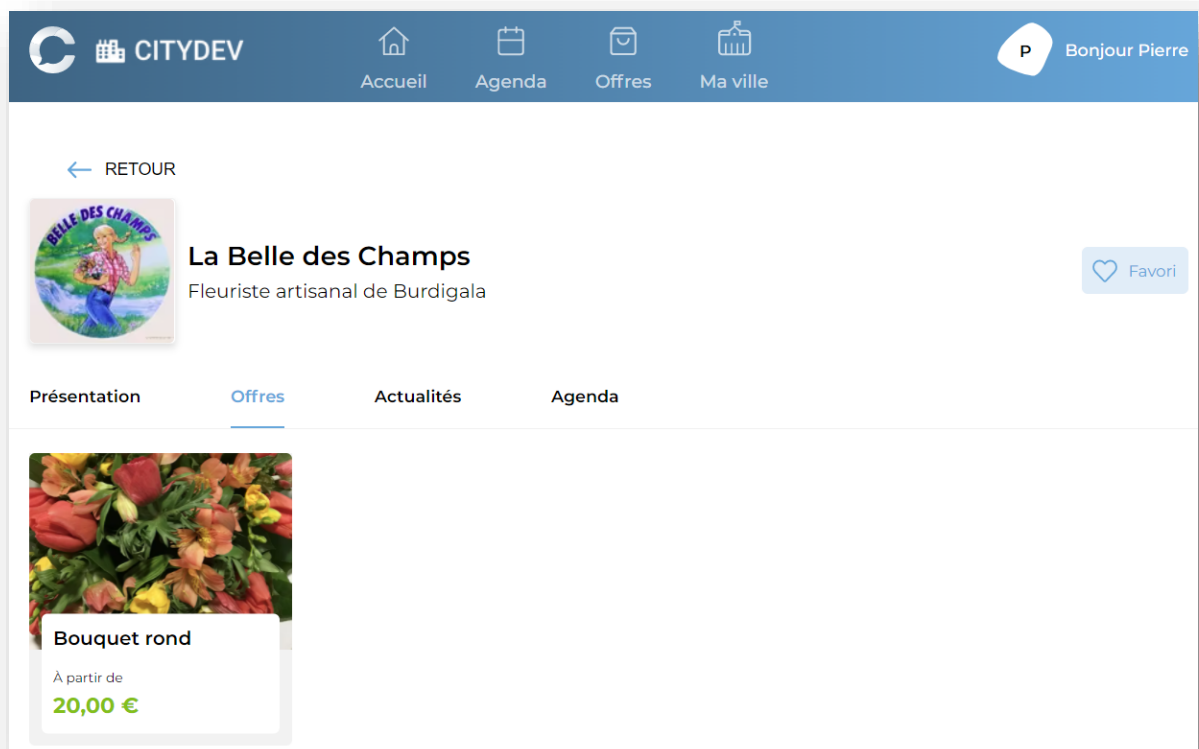 CITYDEV
Accueil
Agenda
Offres
Ma ville
P
Bonjour Pierre
RETOUR
BELLE DES CHAMPS
La Belle des Champs
Fleuriste artisanal de Burdigala
Favori
Présentation
Offres
Actualités
Agenda
Bouquet rond
À partir de
20,00 €